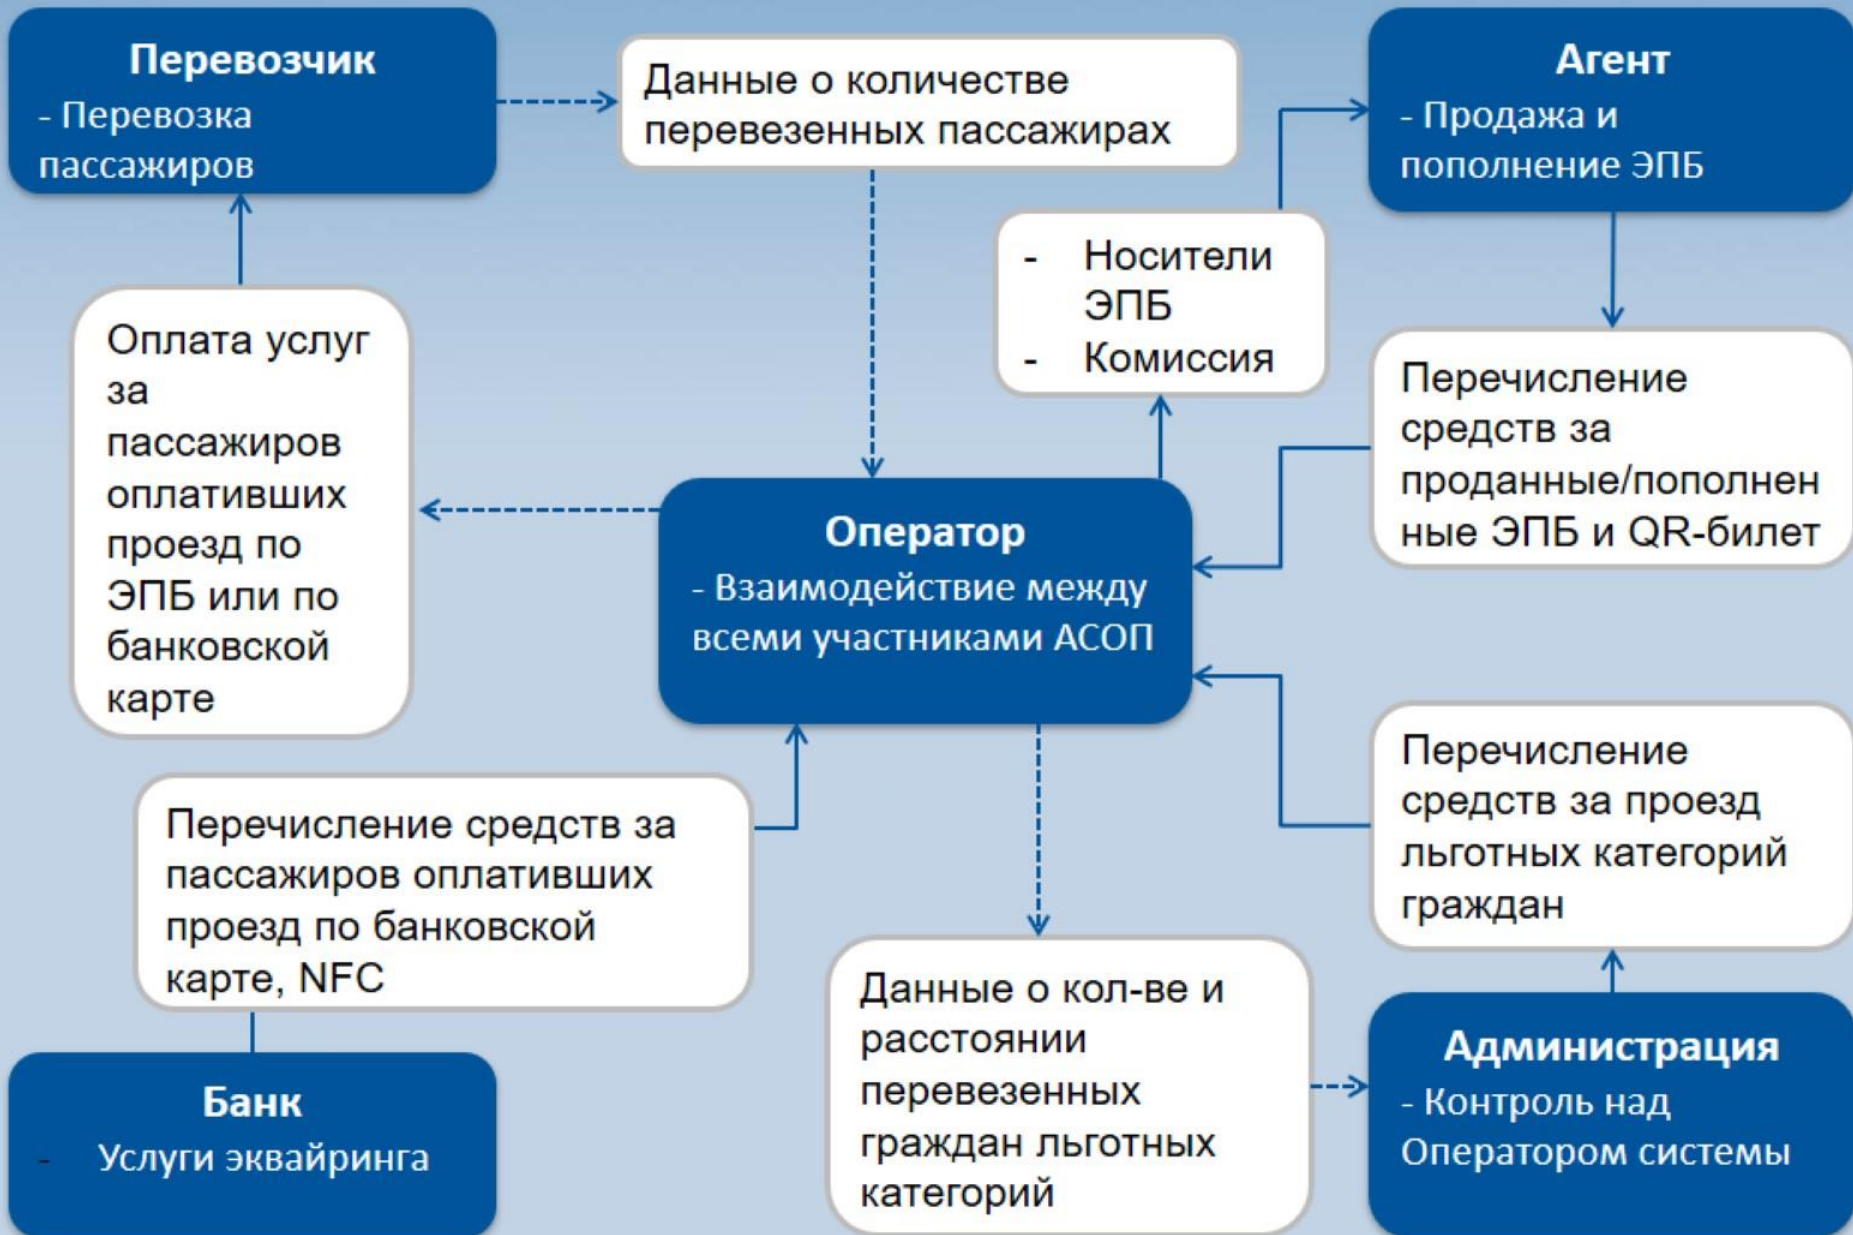 Перевозчик
- Перевозка
пассажиров
Данные о количестве
перевезенных пассажирах
Агент
- Продажа и
пополнение ЭПБ
- Носители
ЭПБ
- Комиссия
Оплата услуг
за
пассажиров
оплативших
проезд по
ЭПБ или по
банковской
карте
Перечисление
средств за
проданные/пополнен
ные ЭПБ и QR-билет
Оператор
- Взаимодействие между
всеми участниками АСОП
Перечисление
средств за проезд
льготных категорий
граждан
Перечисление средств за
пассажиров оплативших
проезд по банковской
карте, NFC
Данные о кол-ве и
расстоянии
перевезенных
граждан льготных
категорий
Банк
- Услуги эквайринга
Администрация
- Контроль над
Оператором системы